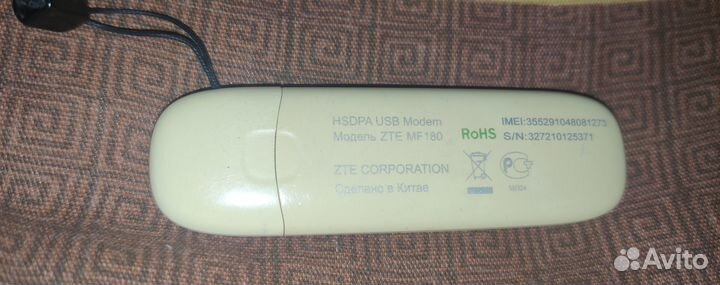 HSDPA USB Modem
Модель ZTE MF180
ZTE CORPORATION
Сделано в Китае
RoHS
IMEI:355291048081273
S/N:327210125371
Avito